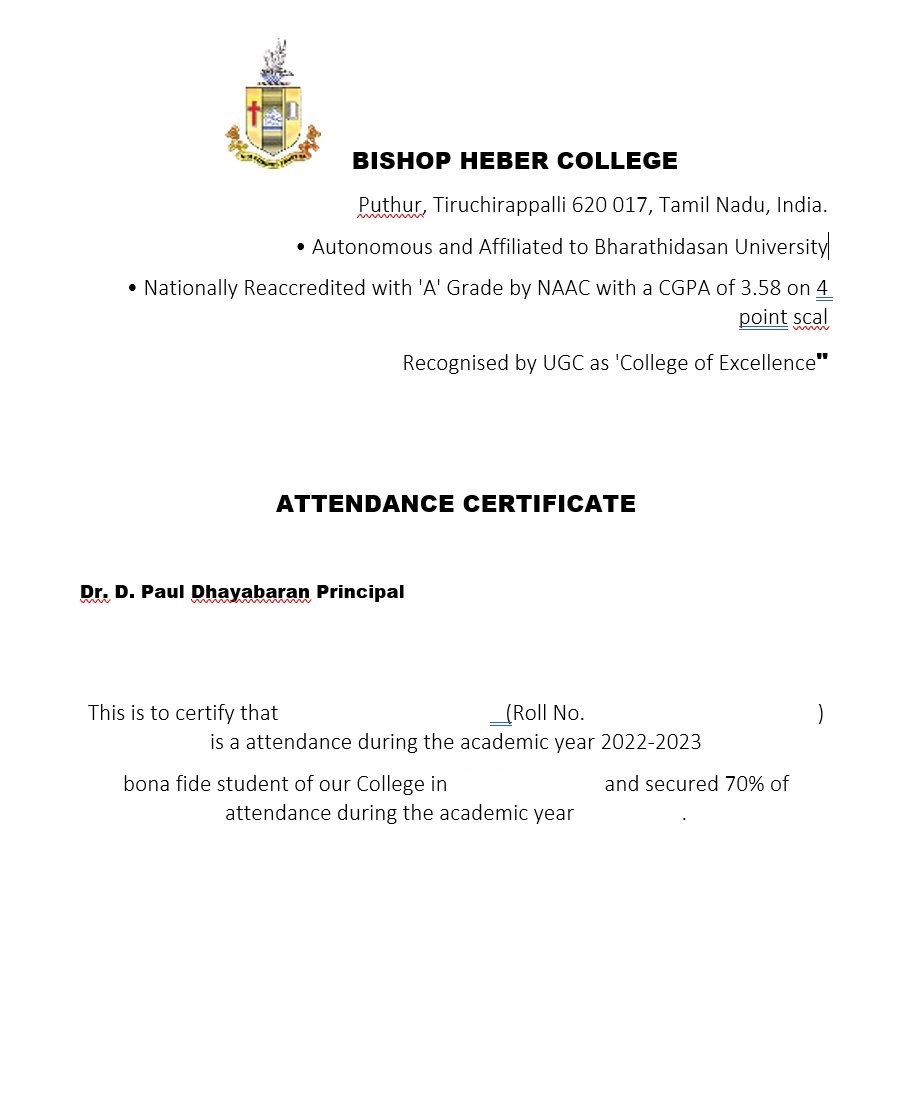 BISHOP HEBER COLLEGE
Puthur, Tiruchirappalli 620 017, Tamil Nadu, India.
• Autonomous and Affiliated to Bharathidasan University
• Nationally Reaccredited with 'A' Grade by NAAC with a CGPA of 3.58 on 4
point scal
Recognised by UGC as 'College of Excellence"
ATTENDANCE CERTIFICATE
Dr. D. Paul Dhayabaran Principal
This is to certify that (Roll No. )
is a attendance during the academic year 2022-2023
bona fide student of our College in and secured 70% of
attendance during the academic year .